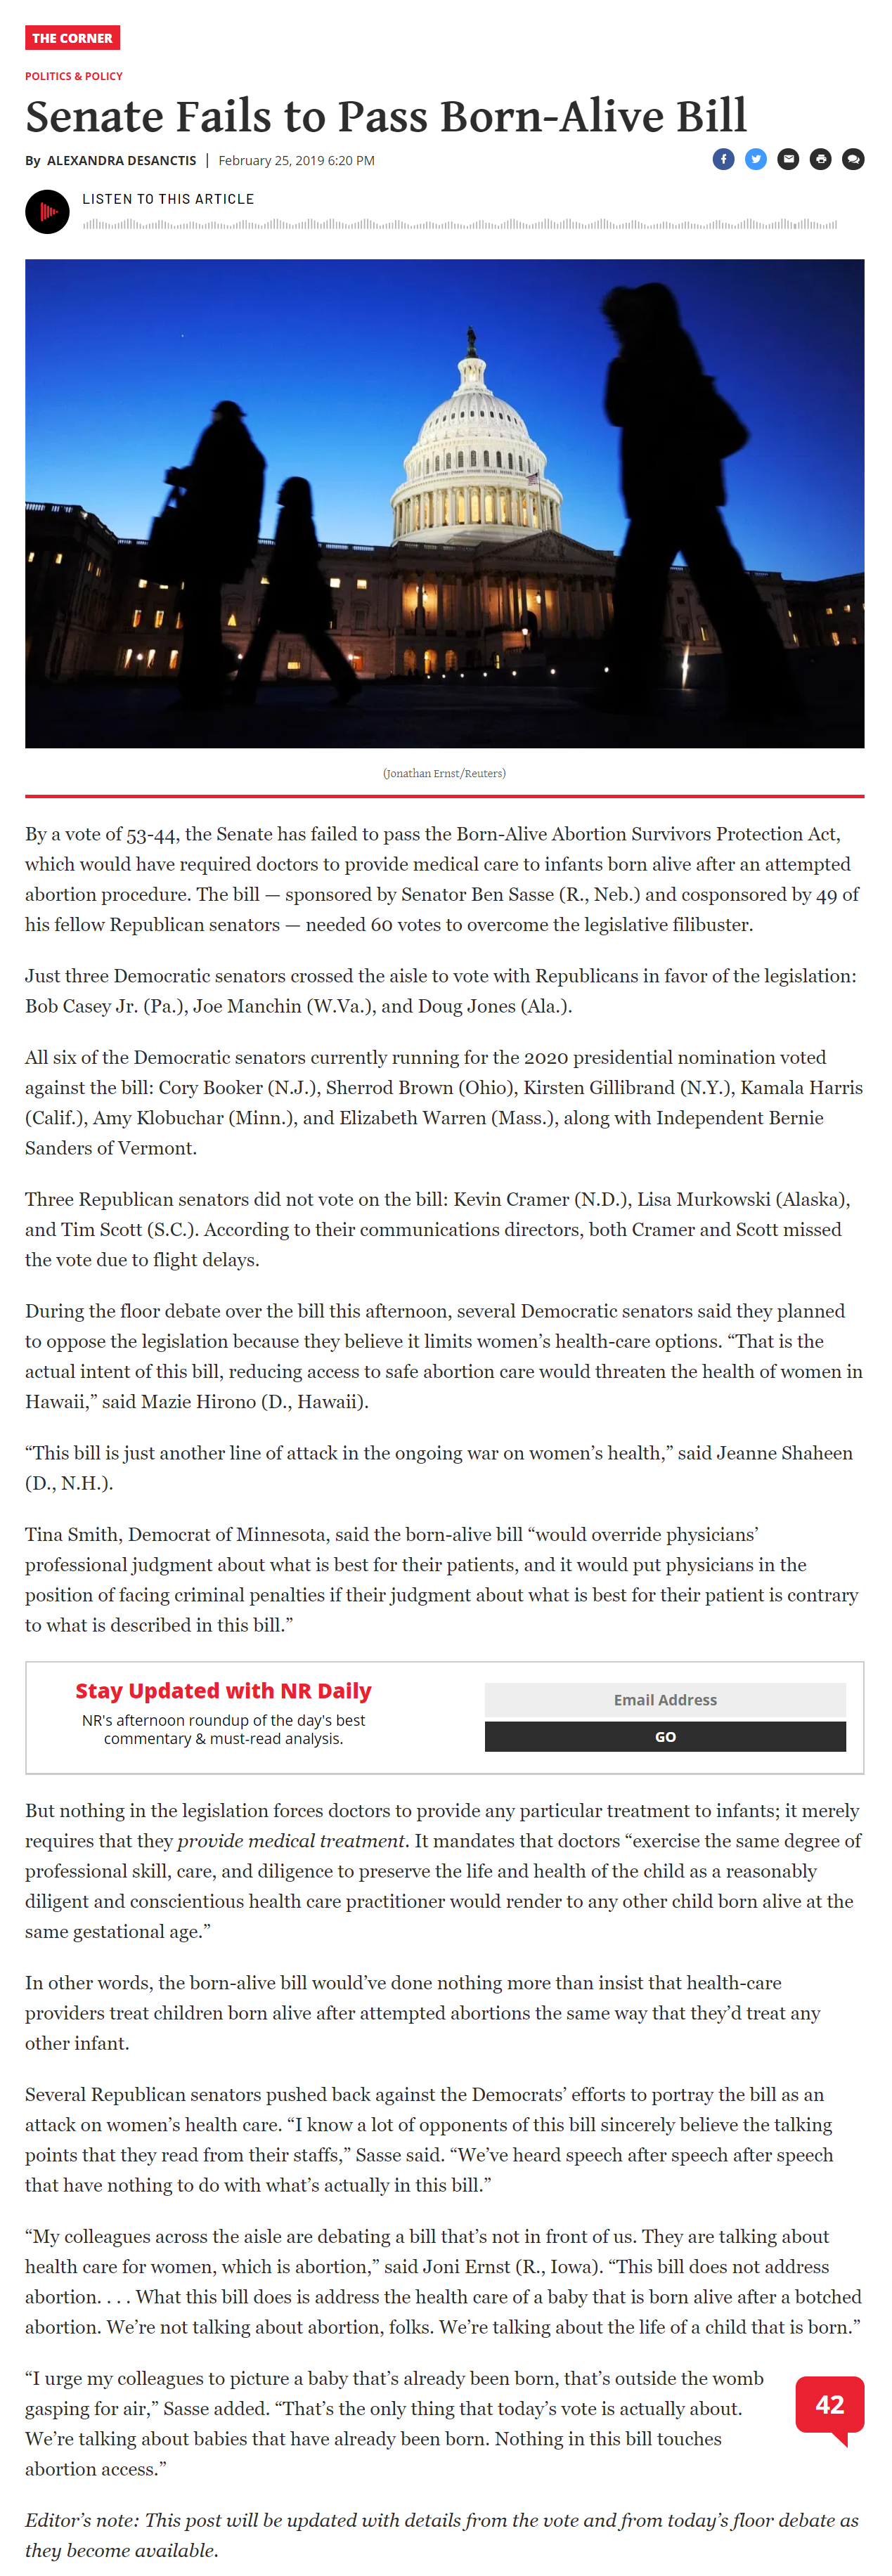 THE CORNER
POLITICS & POLICY
Senate Fails to Pass Born-Alive Bill
By ALEXANDRA DESANCTIS | February 25, 2019 6:20 PM
LISTEN TO THIS ARTICLE
(Jonathan Ernst/Reuters)
By a vote of 53-44, the Senate has failed to pass the Born-Alive Abortion Survivors Protection Act,
which would have required doctors to provide medical care to infants born alive after an attempted
abortion procedure. The bill — sponsored by Senator Ben Sasse (R., Neb.) and cosponsored by 49 of
his fellow Republican senators — needed 60 votes to overcome the legislative filibuster.
Just three Democratic senators crossed the aisle to vote with Republicans in favor of the legislation:
Bob Casey Jr. (Pa.), Joe Manchin (W.Va.), and Doug Jones (Ala.).
All six of the Democratic senators currently running for the 2020 presidential nomination voted
against the bill: Cory Booker (N.J.), Sherrod Brown (Ohio), Kirsten Gillibrand (N.Y.), Kamala Harris
(Calif.), Amy Klobuchar (Minn.), and Elizabeth Warren (Mass.), along with Independent Bernie
Sanders of Vermont.
Three Republican senators did not vote on the bill: Kevin Cramer (N.D.), Lisa Murkowski (Alaska),
and Tim Scott (S.C.). According to their communications directors, both Cramer and Scott missed
the vote due to flight delays.
During the floor debate over the bill this afternoon, several Democratic senators said they planned
to oppose the legislation because they believe it limits women’s health-care options. “That is the
actual intent of this bill, reducing access to safe abortion care would threaten the health of women in
Hawaii,” said Mazie Hirono (D., Hawaii).
“This bill is just another line of attack in the ongoing war on women’s health,” said Jeanne Shaheen
(D., N.H.).
Tina Smith, Democrat of Minnesota, said the born-alive bill “would override physicians’
professional judgment about what is best for their patients, and it would put physicians in the
position of facing criminal penalties if their judgment about what is best for their patient is contrary
to what is described in this bill.”
Stay Updated with NR Daily
NR's afternoon roundup of the day's best
commentary & must-read analysis.
Email Address
GO
But nothing in the legislation forces doctors to provide any particular treatment to infants; it merely
requires that they provide medical treatment. It mandates that doctors “exercise the same degree of
professional skill, care, and diligence to preserve the life and health of the child as a reasonably
diligent and conscientious health care practitioner would render to any other child born alive at the
same gestational age.”
In other words, the born-alive bill would’ve done nothing more than insist that health-care
providers treat children born alive after attempted abortions the same way that they’d treat any
other infant.
Several Republican senators pushed back against the Democrats’ efforts to portray the bill as an
attack on women’s health care. “I know a lot of opponents of this bill sincerely believe the talking
points that they read from their staffs,” Sasse said. “We’ve heard speech after speech after speech
that have nothing to do with what’s actually in this bill.”
“My colleagues across the aisle are debating a bill that’s not in front of us. They are talking about
health care for women, which is abortion,” said Joni Ernst (R., Iowa). “This bill does not address
abortion. . . . What this bill does is address the health care of a baby that is born alive after a botched
abortion. We’re not talking about abortion, folks. We’re talking about the life of a child that is born.”
“I urge my colleagues to picture a baby that’s already been born, that’s outside the womb
gasping for air,” Sasse added. “That’s the only thing that today’s vote is actually about.
We’re talking about babies that have already been born. Nothing in this bill touches
abortion access.”
42
Editor’s note: This post will be updated with details from the vote and from today’s floor debate as
they become available.